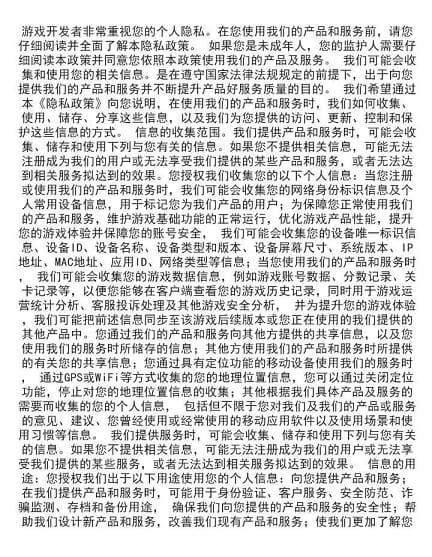 游戏开发者非常重视您的个人隐私。在您使用我们的产品和服务前，请您
仔细阅读并全面了解本隐私政策。 如果您是未成年人，您的监护人需要仔
细阅读本政策并同意您依照本政策使用我们的产品及服务。 我们可能会收
集和使用您的相关信息。是在遵守国家法律法规规定的前提下，出于向您
提供我们的产品和服务并不断提升产品好服务质量的目的。 我们希望通过
本《隐私政策》向您说明，在使用我们的产品和服务时，我们如何收集、
使用、储存、分享这些信息，以及我们为您提供的访问、更新、控制和保
护这些信息的方式。 信息的收集范围。我们提供产品和服务时，可能会收
集、储存和使用下列与您有关的信息。如果您不提供相关信息，可能无法
注册成为我们的用户或无法享受我们提供的某些产品和服务，或者无法达
到相关服务拟达到的效果。您授权我们收集您的以下个人信息：当您注册
或使用我们的产品和服务时，我们可能会收集您的网络身份标识信息及个
人常用设备信息，用于标记您为我们产品的用户；为保障您正常使用我们
的产品和服务，维护游戏基础功能的正常运行，优化游戏产品性能，提升
您的游戏体验并保障您的账号安全， 我们可能会收集您的设备唯一标识信
息、设备ID、设备名称、设备类型和版本、设备屏幕尺寸、系统版本、IP
地址、MAC地址、应用ID、网络类型等信息；当您使用我们的产品和服务时
， 我们可能会收集您的游戏数据信息，例如游戏账号数据、分数记录、关
卡记录等，以便您能够在客户端查看您的游戏历史记录，同时用于游戏运
营统计分析、客服投诉处理及其他游戏安全分析， 并为提升您的游戏体验
，我们可能把前述信息同步至该游戏后续版本或您正在使用的我们提供的
其他产品中。您通过我们的产品和服务向其他方提供的共享信息，以及您
使用我们的服务时所储存的信息；其他方使用我们的产品和服务时所提供
的有关您的共享信息；您通过具有定位功能的移动设备使用我们的服务时
， 通过GPS或WiFi等方式收集的您的地理位置信息，您可以通过关闭定位
功能，停止对您的地理位置信息的收集；其他根据我们具体产品及服务的
需要而收集的您的个人信息， 包括但不限于您对我们及我们的产品或服务
的意见、建议、您曾经使用或经常使用的移动应用软件以及使用场景和使
用习惯等信息。 我们提供服务时，可能会收集、储存和使用下列与您有关
的信息。如果您不提供相关信息，可能无法注册成为我们的用户或无法享
受我们提供的某些服务，或者无法达到相关服务拟达到的效果。 信息的用
途：您授权我们出于以下用途使用您的个人信息：向您提供产品和服务；
在我们提供产品和服务时，可能用于身份验证、客户服务、安全防范、诈
骗监测、存档和备份用途， 确保我们向您提供的产品和服务的安全性；帮
助我们设计新产品和服务，改善我们现有产品和服务；使我们更加了解您